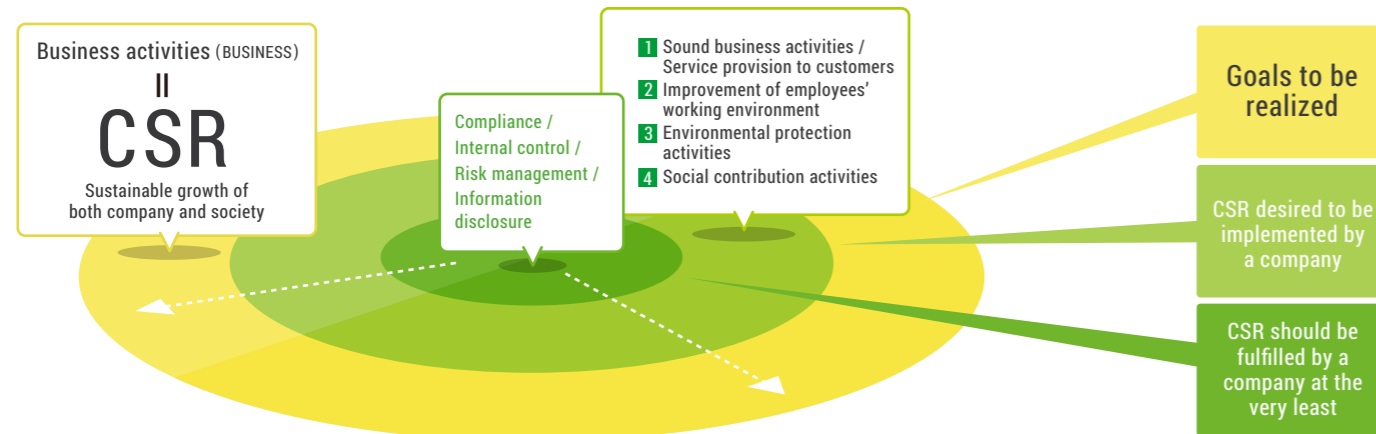 Business activities (BUSINESS)
=
CSR
Sustainable growth of
both company and society
Compliance /
Internal control /
Risk management /
Information
disclosure
1 Sound business activities /
Service provision to customers
2 Improvement of employees'
working environment
3 Environmental protection
activities
4 Social contribution activities
Goals to be
realized
CSR desired to be
implemented by
a company
CSR should be
fulfilled by a
company at the
very least